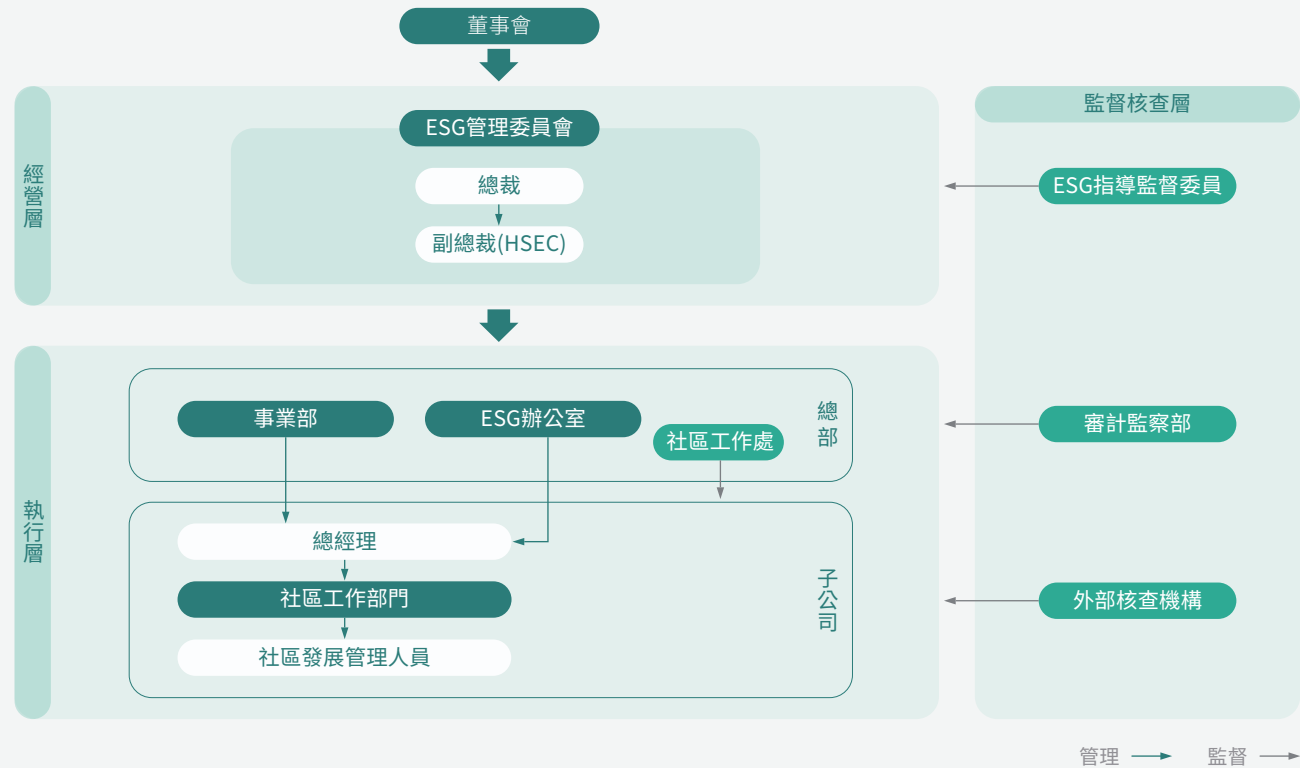 董事會
經營層
ESG管理委員會
總裁
副總裁(HSEC)
監督核查層
ESG指導監督委員
審計監察部
外部核查機構
執行層
總部
事業部
ESG辦公室
社區工作處
子公司
總經理
社區工作部門
社區發展管理人員
管理
監督